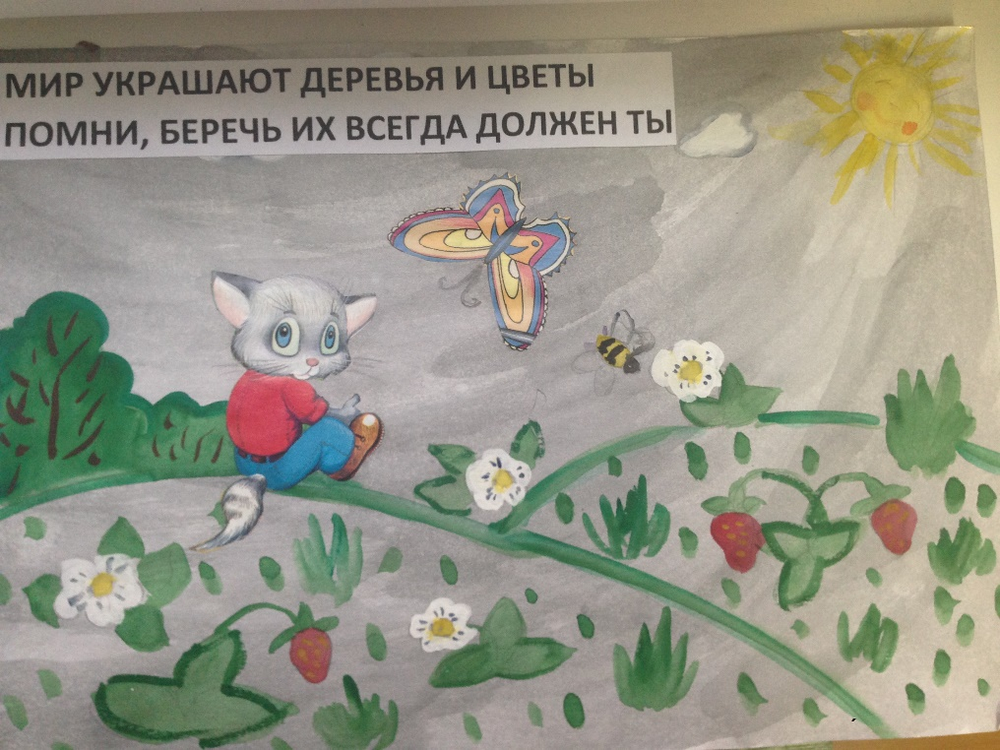 МИР УКРАШАЮТ ДЕРЕВЬЯ И ЦВЕТЫ
ПОМНИ, БЕРЕЧЬ ИХ ВСЕГДА ДОЛЖЕН ТЫ